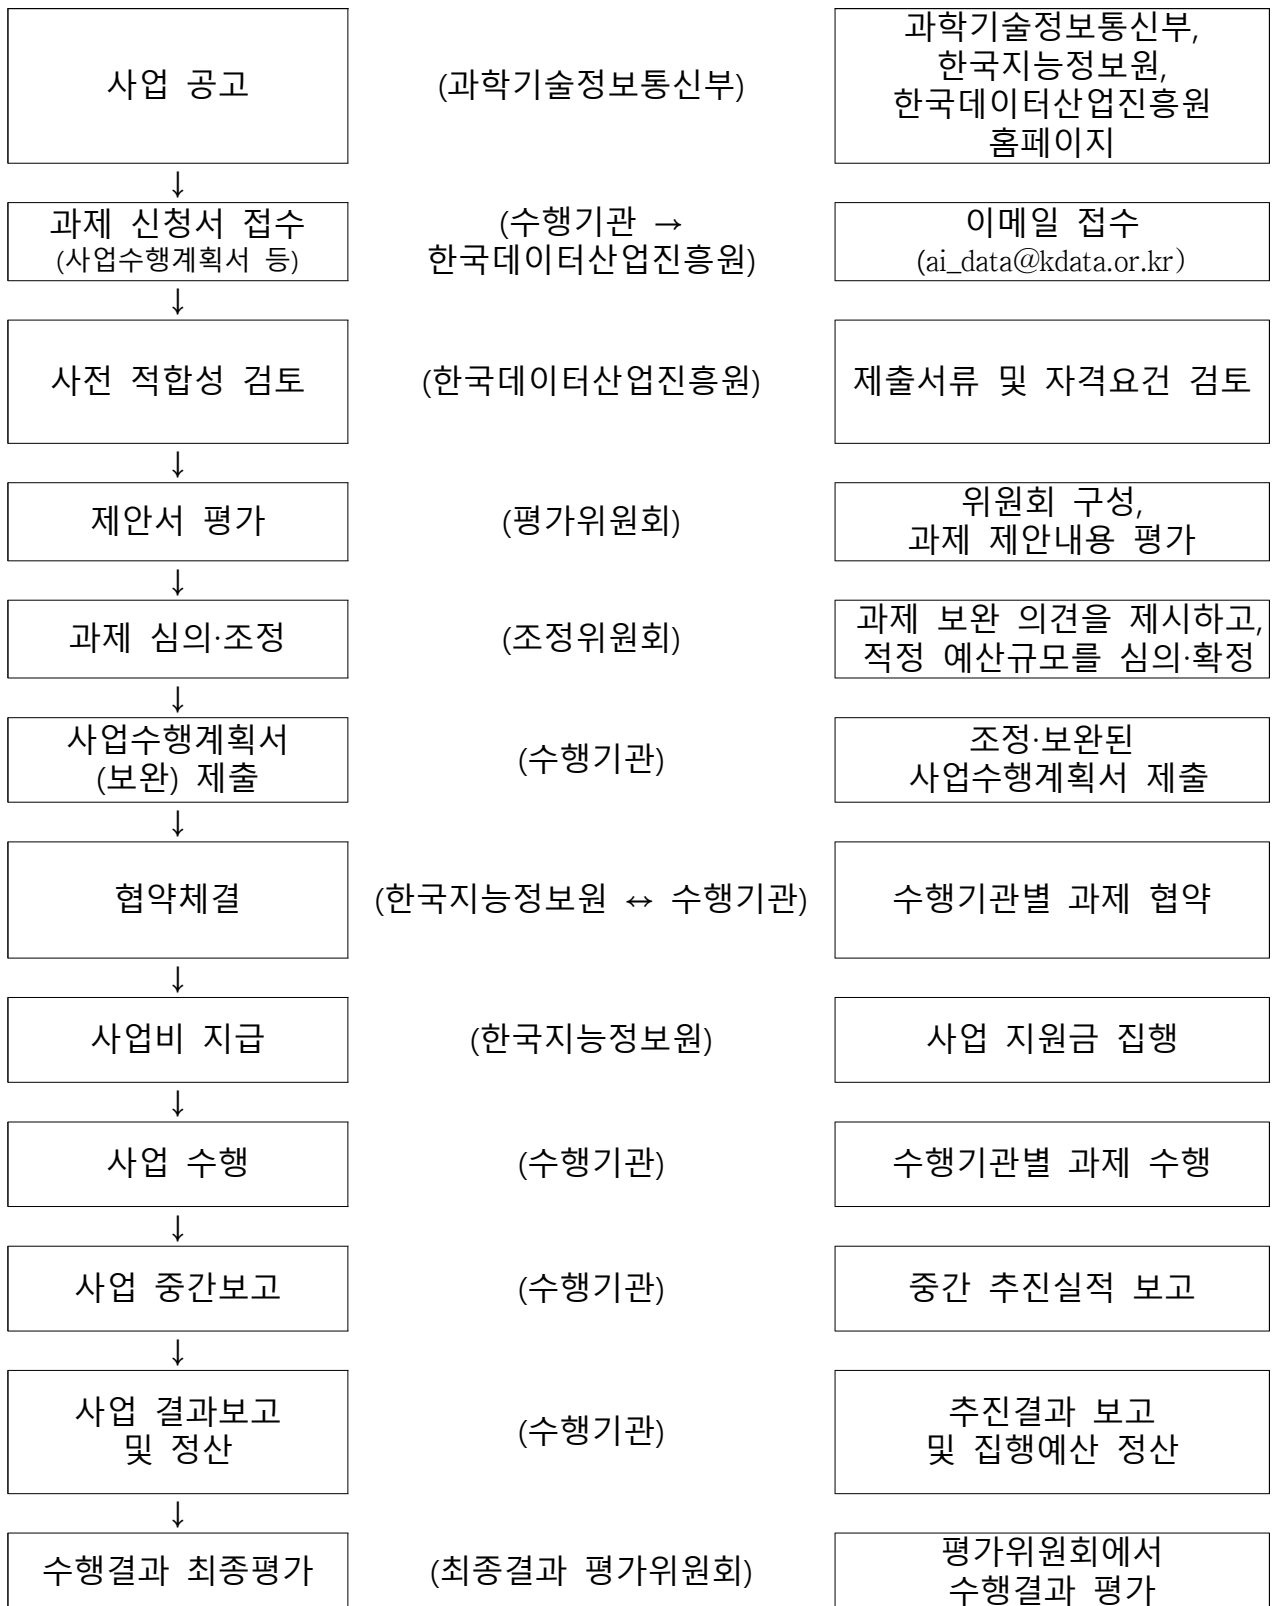 사업 공고
(과학기술정보통신부)
과학기술정보통신부,
한국지능정보원,
한국데이터산업진흥원
홈페이지
↓
과제 신청서 접수
(사업수행계획서 등)
(수행기관 →
한국데이터산업진흥원)
이메일 접수
(ai_data@kdata.or.kr)
↓
사전 적합성 검토
(한국데이터산업진흥원)
제출서류 및 자격요건 검토
↓
제안서 평가
(평가위원회)
위원회 구성,
과제 제안내용 평가
↓
과제 심의·조정
(조정위원회)
과제 보완 의견을 제시하고,
적정 예산규모를 심의·확정
↓
사업수행계획서
(보완) 제출
(수행기관)
조정·보완된
사업수행계획서 제출
↓
협약체결
(한국지능정보원 ↔ 수행기관)
수행기관별 과제 협약
↓
사업비 지급
(한국지능정보원)
사업 지원금 집행
↓
사업 수행
(수행기관)
수행기관별 과제 수행
↓
사업 중간보고
(수행기관)
중간 추진실적 보고
↓
사업 결과보고
및 정산
(수행기관)
추진결과 보고
및 집행예산 정산
↓
수행결과 최종평가
(최종결과 평가위원회)
평가위원회에서
수행결과 평가